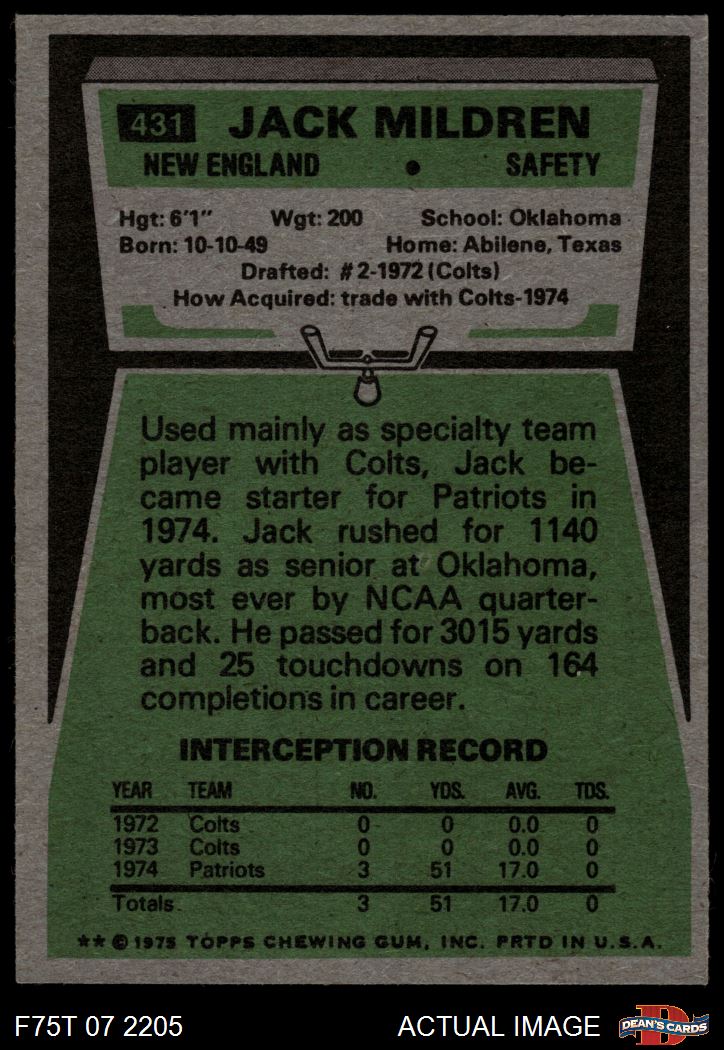 431 JACK MILDREN
NEW ENGLAND • SAFETY
Hgt: 6'1" Wgt: 200 School: Oklahoma
Born: 10-10-49 Home: Abilene, Texas
Drafted: #2-1972 (Colts)
How Acquired: trade with Colts-1974
Used mainly as specialty team
player with Colts, Jack be-
came starter for Patriots in
1974. Jack rushed for 1140
yards as senior at Oklahoma,
most ever by NCAA quarter-
back. He passed for 3015 yards
and 25 touchdowns on 164
completions in career.
INTERCEPTION RECORD
YEAR TEAM NO. YDS. AVG. TDS.
1972 Colts 0 0 0.0 0
1973 Colts 0 0 0.0 0
1974 Patriots 3 51 17.0 0
Totals 3 51 17.0 0
** © 1975 TOPPS CHEWING GUM, INC. PRTD IN U.S.A.
F75T 07 2205 ACTUAL IMAGE D DEAN'S CARDS